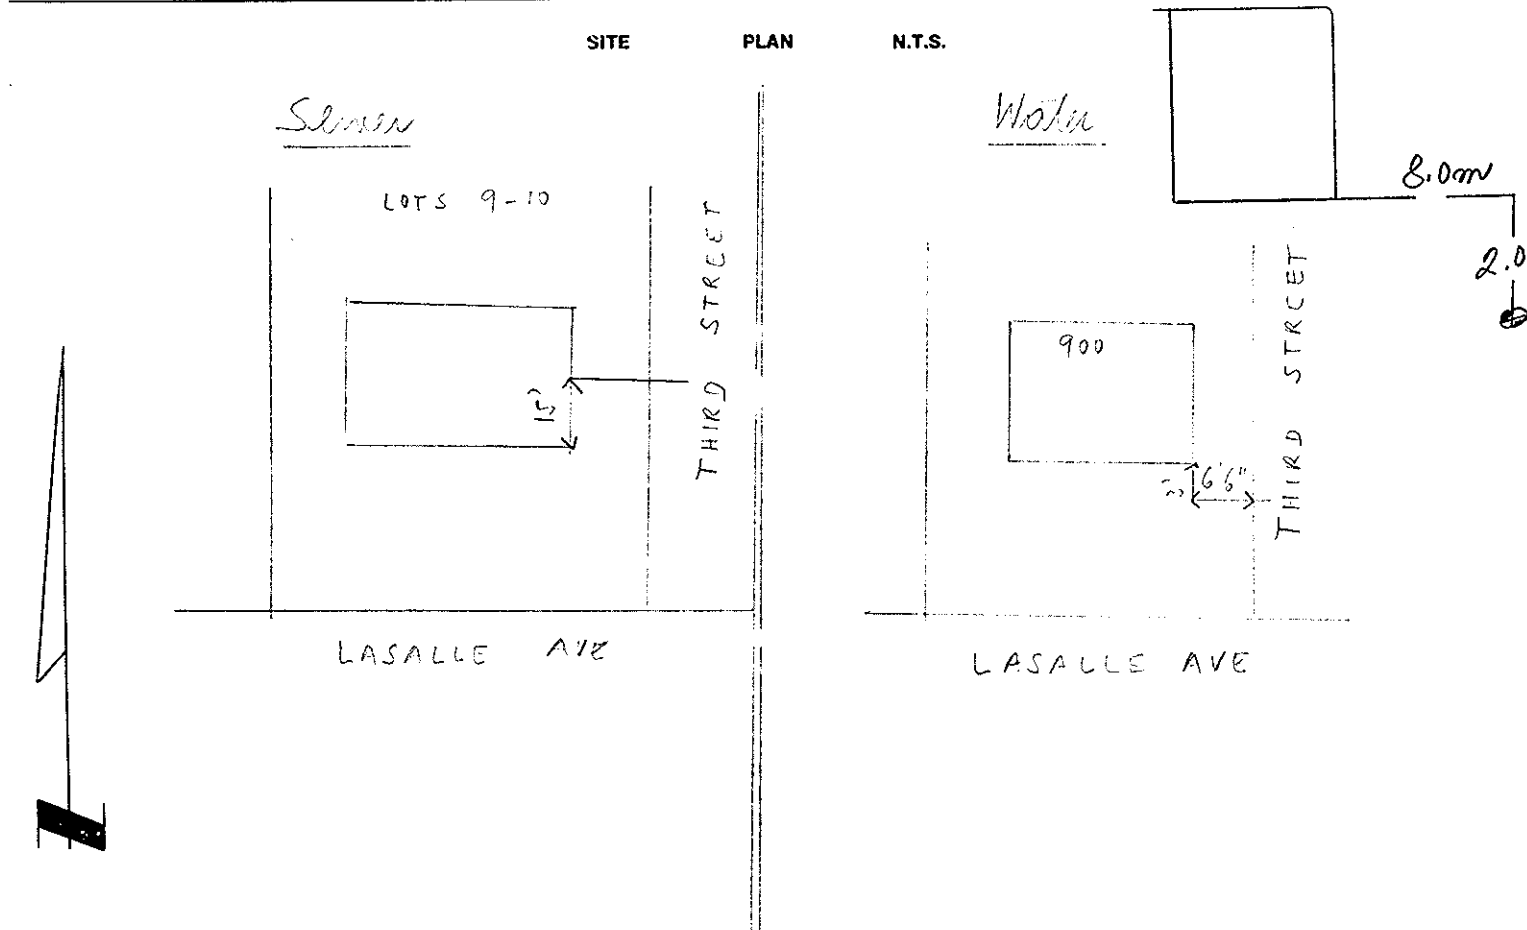 SITE PLAN N.T.S.
Sewer
LOTS 9-10
THIRD STREET
15'
LASALLE AVE
Water
8.0m
2.0
900
6'6"
THIRD STREET
LASALLE AVE